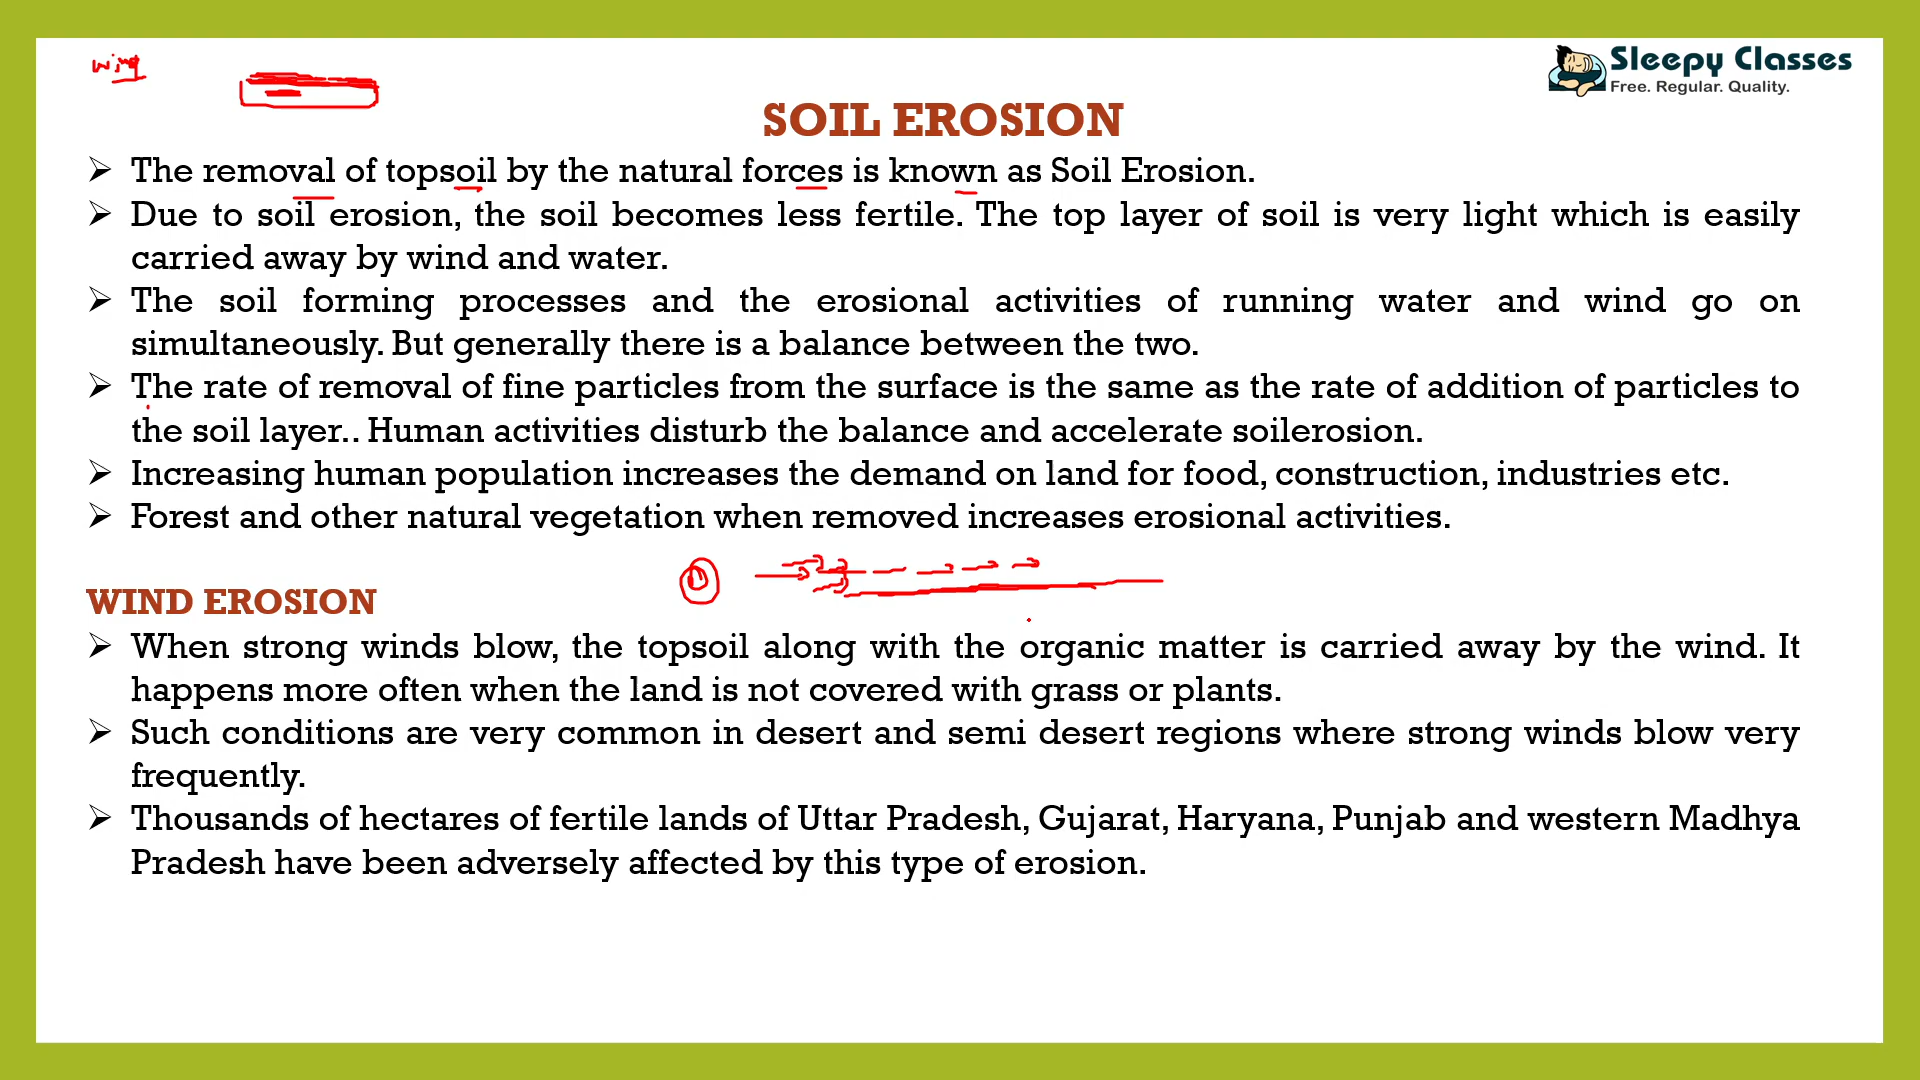 Sleepy Classes
Free. Regular. Quality.
SOIL EROSION
➢ The removal of topsoil by the natural forces is known as Soil Erosion.
➢ Due to soil erosion, the soil becomes less fertile. The top layer of soil is very light which is easily
carried away by wind and water.
➢ The soil forming processes and the erosional activities of running water and wind go on
simultaneously. But generally there is a balance between the two.
➢ The rate of removal of fine particles from the surface is the same as the rate of addition of particles to
the soil layer.. Human activities disturb the balance and accelerate soilerosion.
➢ Increasing human population increases the demand on land for food, construction, industries etc.
➢ Forest and other natural vegetation when removed increases erosional activities.
WIND EROSION
➢ When strong winds blow, the topsoil along with the organic matter is carried away by the wind. It
happens more often when the land is not covered with grass or plants.
➢ Such conditions are very common in desert and semi desert regions where strong winds blow very
frequently.
➢ Thousands of hectares of fertile lands of Uttar Pradesh, Gujarat, Haryana, Punjab and western Madhya
Pradesh have been adversely affected by this type of erosion.